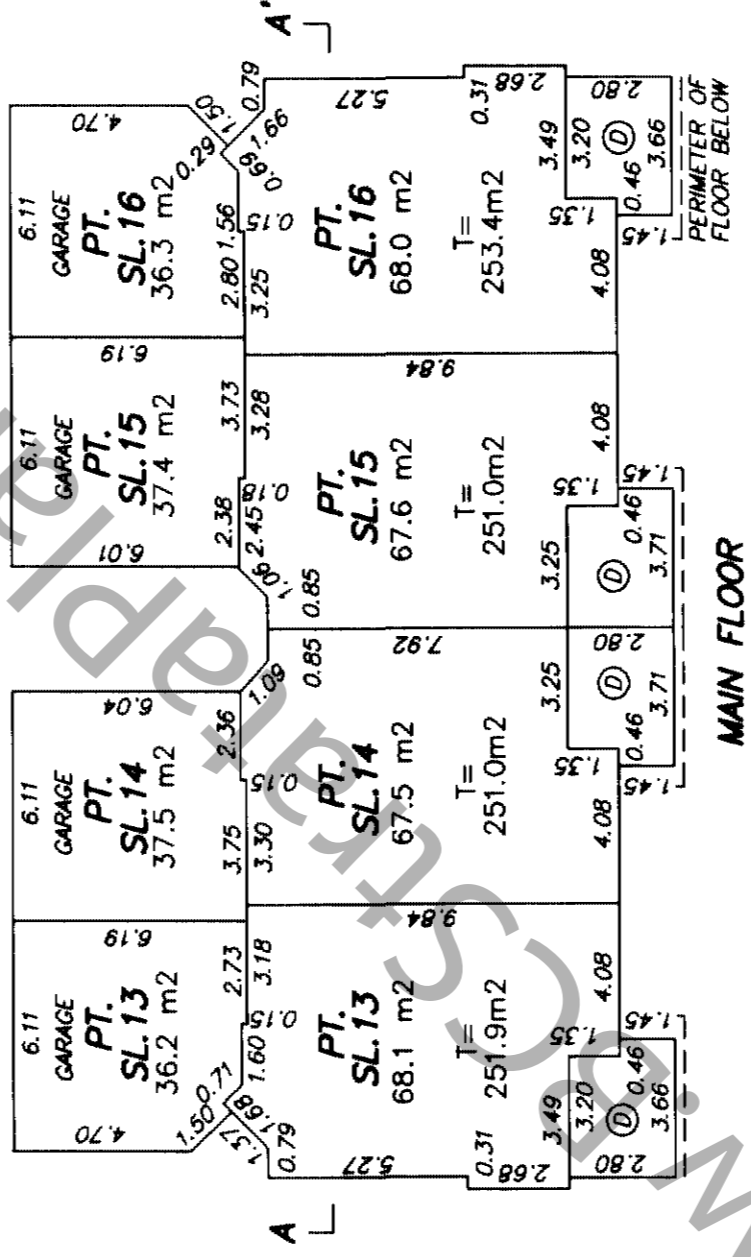 A
A'
6.11
GARAGE
PT.
SL.13
36.2 m2
4.70
6.19
1.50
0.71
2.73
6.11
GARAGE
PT.
SL.14
37.5 m2
6.04
3.75
2.36
6.11
GARAGE
PT.
SL.15
37.4 m2
6.01
6.19
2.38
3.73
6.11
GARAGE
PT.
SL.16
36.3 m2
4.70
1.50
0.29
2.80
1.56
1.37
1.68
0.79
1.60
0.15
3.18
PT.
SL.13
68.1 m2
T=
251.9m2
5.27
0.31
2.68
3.49
1.35
4.08
9.84
3.20
D
0.46
2.80
3.66
1.45
3.30
0.15
1.09
0.85
PT.
SL.14
67.5 m2
T=
251.0m2
7.92
3.25
1.35
4.08
2.80
D
0.46
3.71
1.45
0.85
1.06
2.45
0.18
3.28
PT.
SL.15
67.6 m2
T=
251.0m2
9.84
3.25
1.35
4.08
D
0.46
3.71
1.45
3.25
0.15
0.69
1.66
0.79
PT.
SL.16
68.0 m2
T=
253.4m2
5.27
0.31
2.68
3.49
1.35
4.08
3.20
D
0.46
2.80
3.66
1.45
PERIMETER OF
FLOOR BELOW
MAIN FLOOR
w.BCStratapla